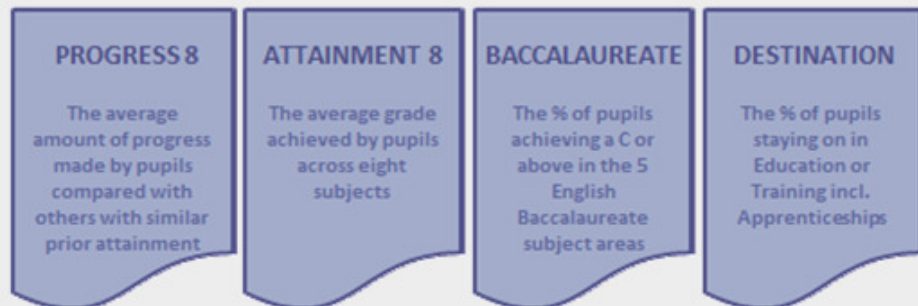 PROGRESS 8
The average
amount of progress
made by pupils
compared with
others with similar
prior attainment
ATTAINMENT 8
The average grade
achieved by pupils
across eight
subjects
BACCALAUREATE
The % of pupils
achieving a C or
above in the 5
English
Baccalaureate
subject areas
DESTINATION
The % of pupils
staying on in
Education or
Training incl.
Apprenticeships